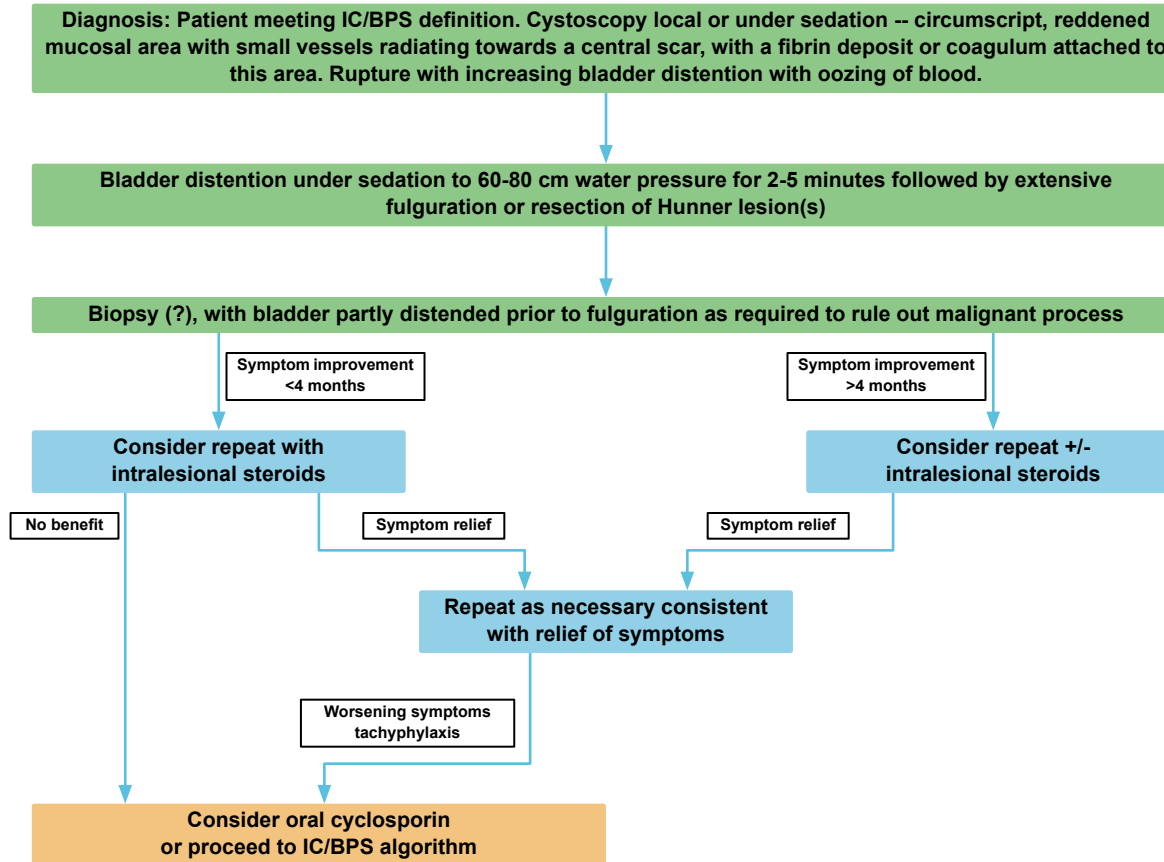 Diagnosis: Patient meeting IC/BPS definition. Cystoscopy local or under sedation -- circumscript, reddened
mucosal area with small vessels radiating towards a central scar, with a fibrin deposit or coagulum attached to
this area. Rupture with increasing bladder distention with oozing of blood.
Bladder distention under sedation to 60-80 cm water pressure for 2-5 minutes followed by extensive
fulguration or resection of Hunner lesion(s)
Biopsy (?), with bladder partly distended prior to fulguration as required to rule out malignant process
Symptom improvement
<4 months
Symptom improvement
>4 months
Consider repeat with
intralesional steroids
Consider repeat +/-
intralesional steroids
No benefit
Symptom relief
Symptom relief
Repeat as necessary consistent
with relief of symptoms
Worsening symptoms
tachyphylaxis
Consider oral cyclosporin
or proceed to IC/BPS algorithm